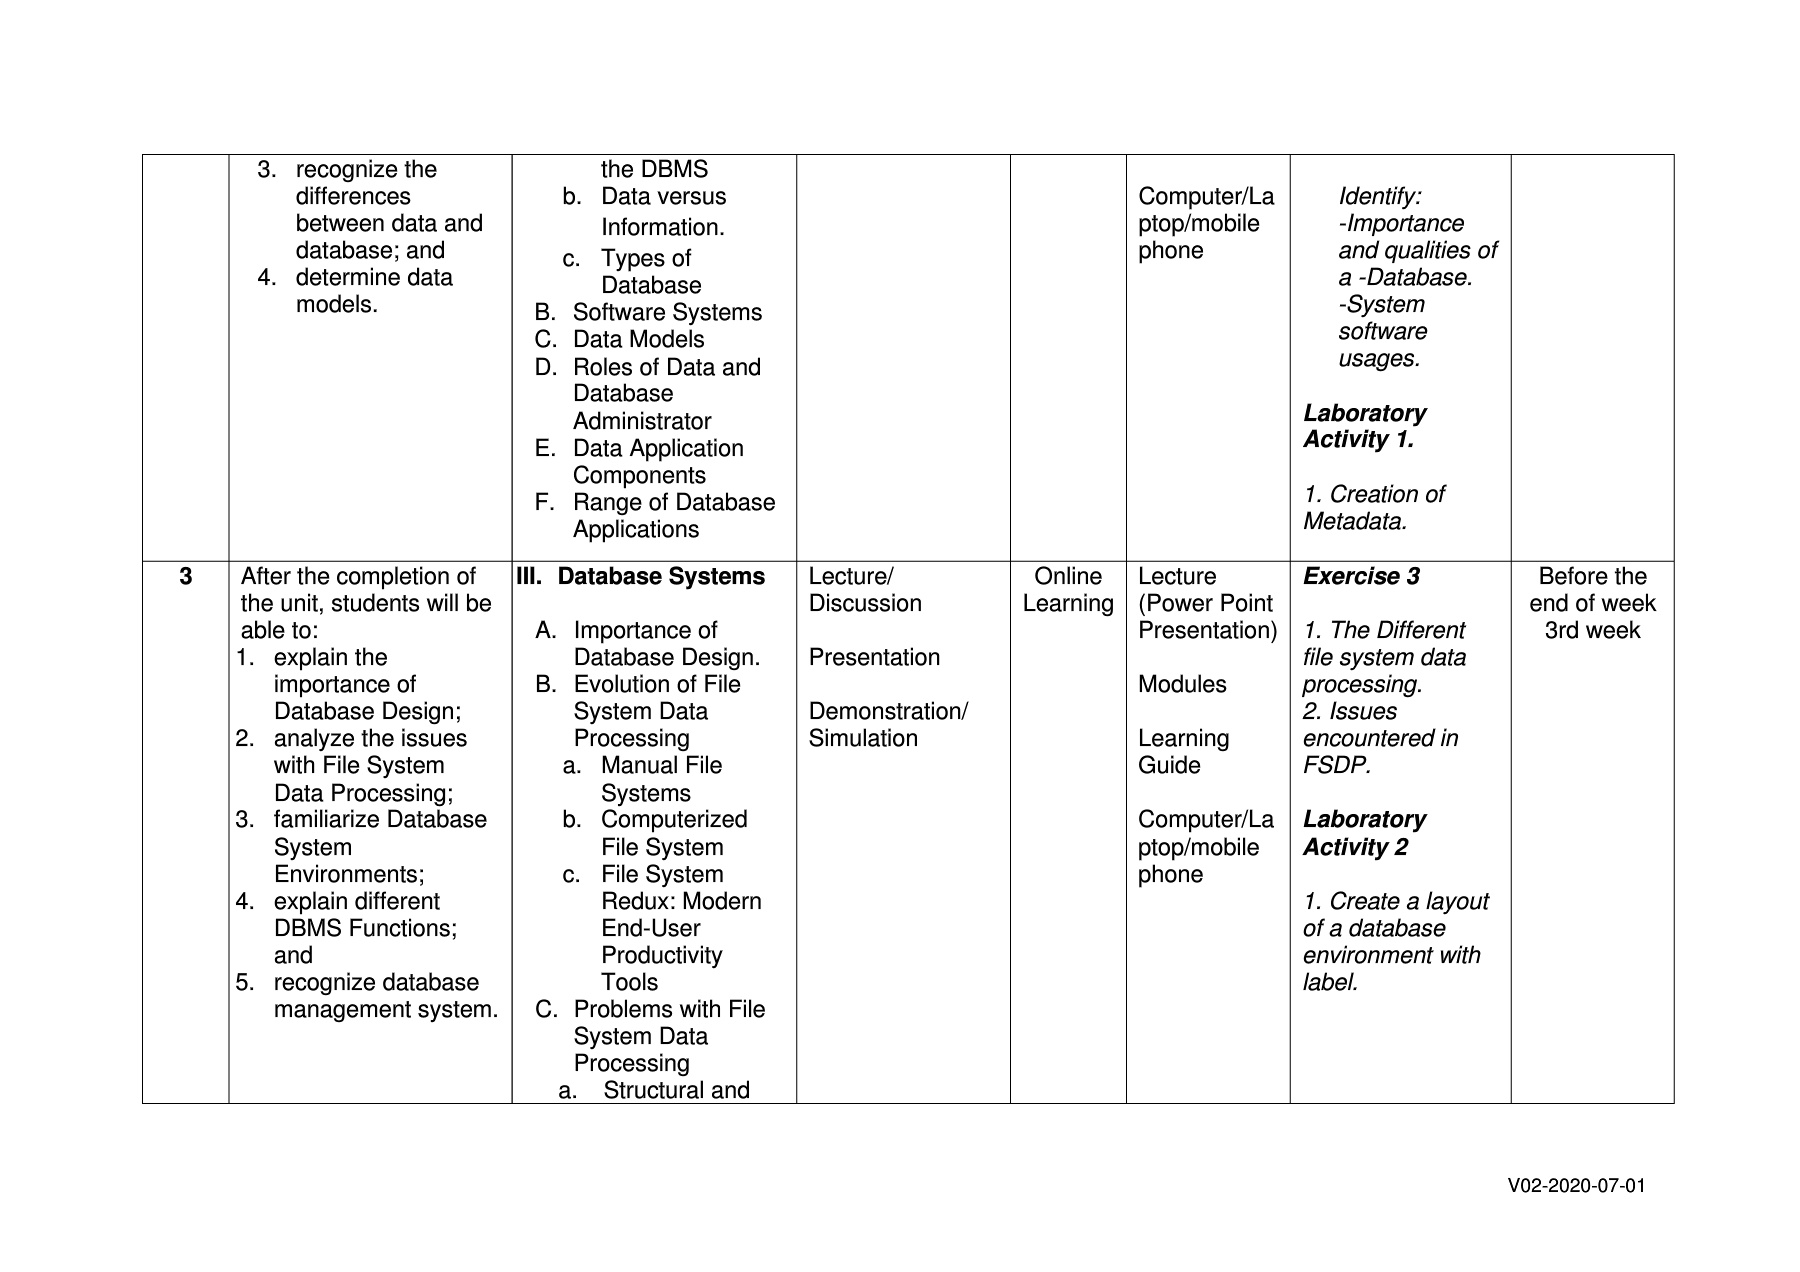 3. recognize the
differences
between data and
database; and
4. determine data
models.
the DBMS
b. Data versus
Information.
c. Types of
Database
B. Software Systems
C. Data Models
D. Roles of Data and
Database
Administrator
E. Data Application
Components
F. Range of Database
Applications
Computer/La
ptop/mobile
phone
Identify:
-Importance
and qualities of
a -Database.
-System
software
usages.
Laboratory
Activity 1.
1. Creation of
Metadata.
3
After the completion of
the unit, students will be
able to:
1. explain the
importance of
Database Design;
2. analyze the issues
with File System
Data Processing;
3. familiarize Database
System
Environments;
4. explain different
DBMS Functions;
and
5. recognize database
management system.
III. Database Systems
A. Importance of
Database Design.
B. Evolution of File
System Data
Processing
a. Manual File
Systems
b. Computerized
File System
c. File System
Redux: Modern
End-User
Productivity
Tools
C. Problems with File
System Data
Processing
a. Structural and
Lecture/
Discussion
Presentation
Demonstration/
Simulation
Online
Learning
Lecture
(Power Point
Presentation)
Modules
Learning
Guide
Computer/La
ptop/mobile
phone
Exercise 3
1. The Different
file system data
processing.
2. Issues
encountered in
FSDP.
Laboratory
Activity 2
1. Create a layout
of a database
environment with
label.
Before the
end of week
3rd week
V02-2020-07-01